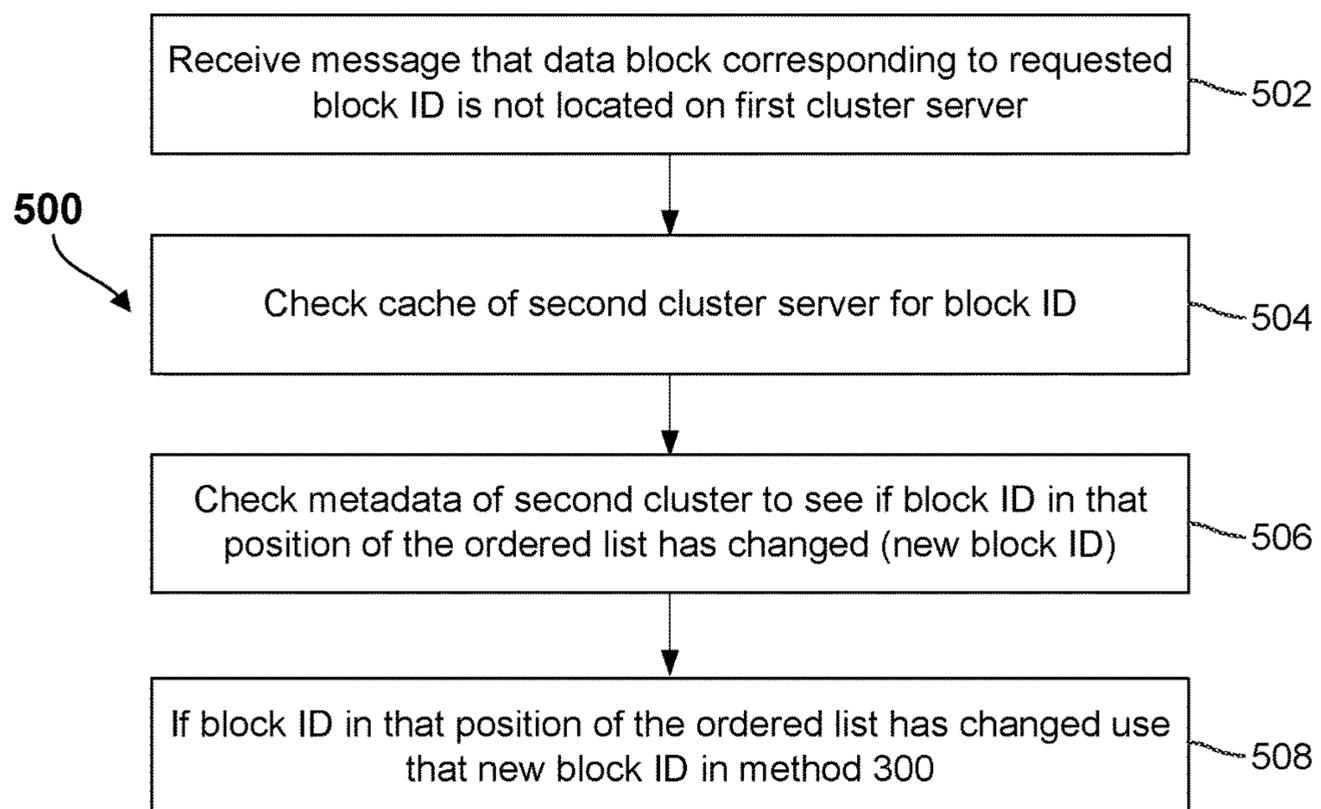 Receive message that data block corresponding to requested
block ID is not located on first cluster server
502
500
Check cache of second cluster server for block ID
504
Check metadata of second cluster to see if block ID in that
position of the ordered list has changed (new block ID)
506
If block ID in that position of the ordered list has changed use
that new block ID in method 300
508